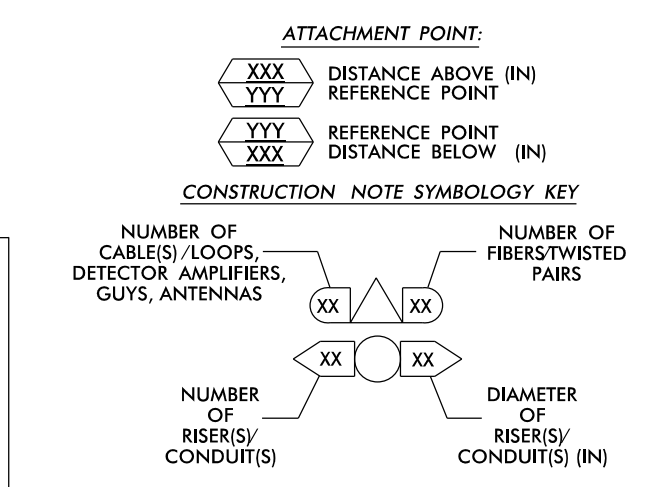 ATTACHMENT POINT:
XXX
YYY
DISTANCE ABOVE (IN)
REFERENCE POINT
YYY
XXX
REFERENCE POINT
DISTANCE BELOW (IN)
CONSTRUCTION NOTE SYMBOLOGY KEY
NUMBER OF
CABLE(S)/LOOPS,
DETECTOR AMPLIFIERS,
GUYS, ANTENNAS
NUMBER OF
FIBERS/TWISTED
PAIRS
XX
XX
XX
XX
NUMBER
OF
RISER(S)/
CONDUIT(S)
DIAMETER
OF
RISER(S)/
CONDUIT(S) (IN)